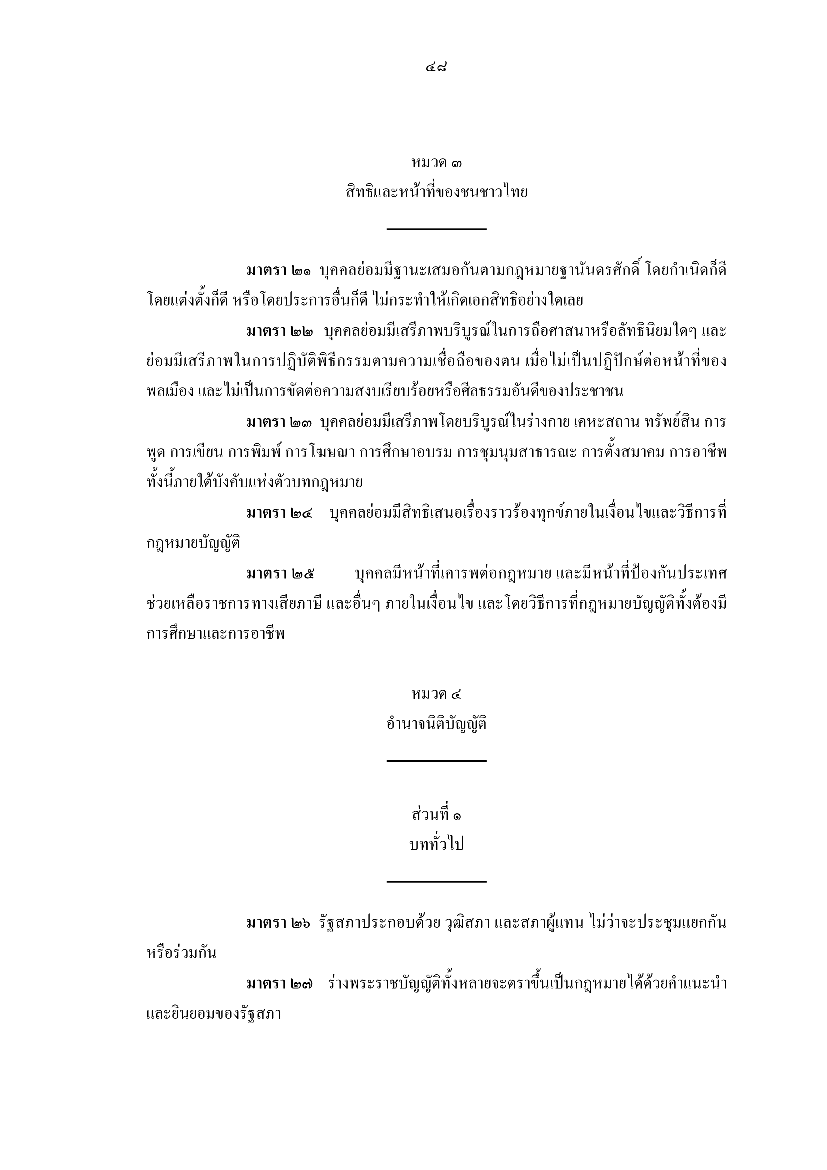 ๔๘
หมวด ๓
สิทธิและหน้าที่ของชนชาวไทย
มาตรา ๒๑ บุคคลย่อมมีฐานะเสมอกันตามกฎหมายฐานันดรศักดิ์ โดยกำเนิดก็ดี
โดยแต่งตั้งก็ดี หรือโดยประการอื่นก็ดี ไม่กระทำให้เกิดเอกสิทธิอย่างใดเลย
มาตรา ๒๒ บุคคลย่อมมีเสรีภาพบริบูรณ์ในการถือศาสนาหรือลัทธินิยมใดๆ และ
ย่อมมีเสรีภาพในการปฏิบัติพิธีกรรมตามความเชื่อถือของตน เมื่อไม่เป็นปฏิปักษ์ต่อหน้าที่ของ
พลเมือง และไม่เป็นการขัดต่อความสงบเรียบร้อยหรือศีลธรรมอันดีของประชาชน
มาตรา ๒๓ บุคคลย่อมมีเสรีภาพโดยบริบูรณ์ในร่างกาย เคหะสถาน ทรัพย์สิน การ
พูด การเขียน การพิมพ์ การโฆษณา การศึกษาอบรม การชุมนุมสาธารณะ การตั้งสมาคม การอาชีพ
ทั้งนี้ภายใต้บังคับแห่งตัวบทกฎหมาย
มาตรา ๒๔ บุคคลย่อมมีสิทธิเสนอเรื่องราวร้องทุกข์ภายในเงื่อนไขและวิธีการที่
กฎหมายบัญญัติ
มาตรา ๒๕ บุคคลมีหน้าที่เคารพต่อกฎหมาย และมีหน้าที่ป้องกันประเทศ
ช่วยเหลือราชการทางเสียภาษี และอื่นๆ ภายในเงื่อนไข และโดยวิธีการที่กฎหมายบัญญัติทั้งต้องมี
การศึกษาและการอาชีพ
หมวด ๔
อำนาจนิติบัญญัติ
ส่วนที่ ๑
บททั่วไป
มาตรา ๒๖ รัฐสภาประกอบด้วย วุฒิสภา และสภาผู้แทน ไม่ว่าจะประชุมแยกกัน
หรือร่วมกัน
มาตรา ๒๗ ร่างพระราชบัญญัติทั้งหลายจะตราขึ้นเป็นกฎหมายได้ด้วยคำแนะนำ
และยินยอมของรัฐสภา